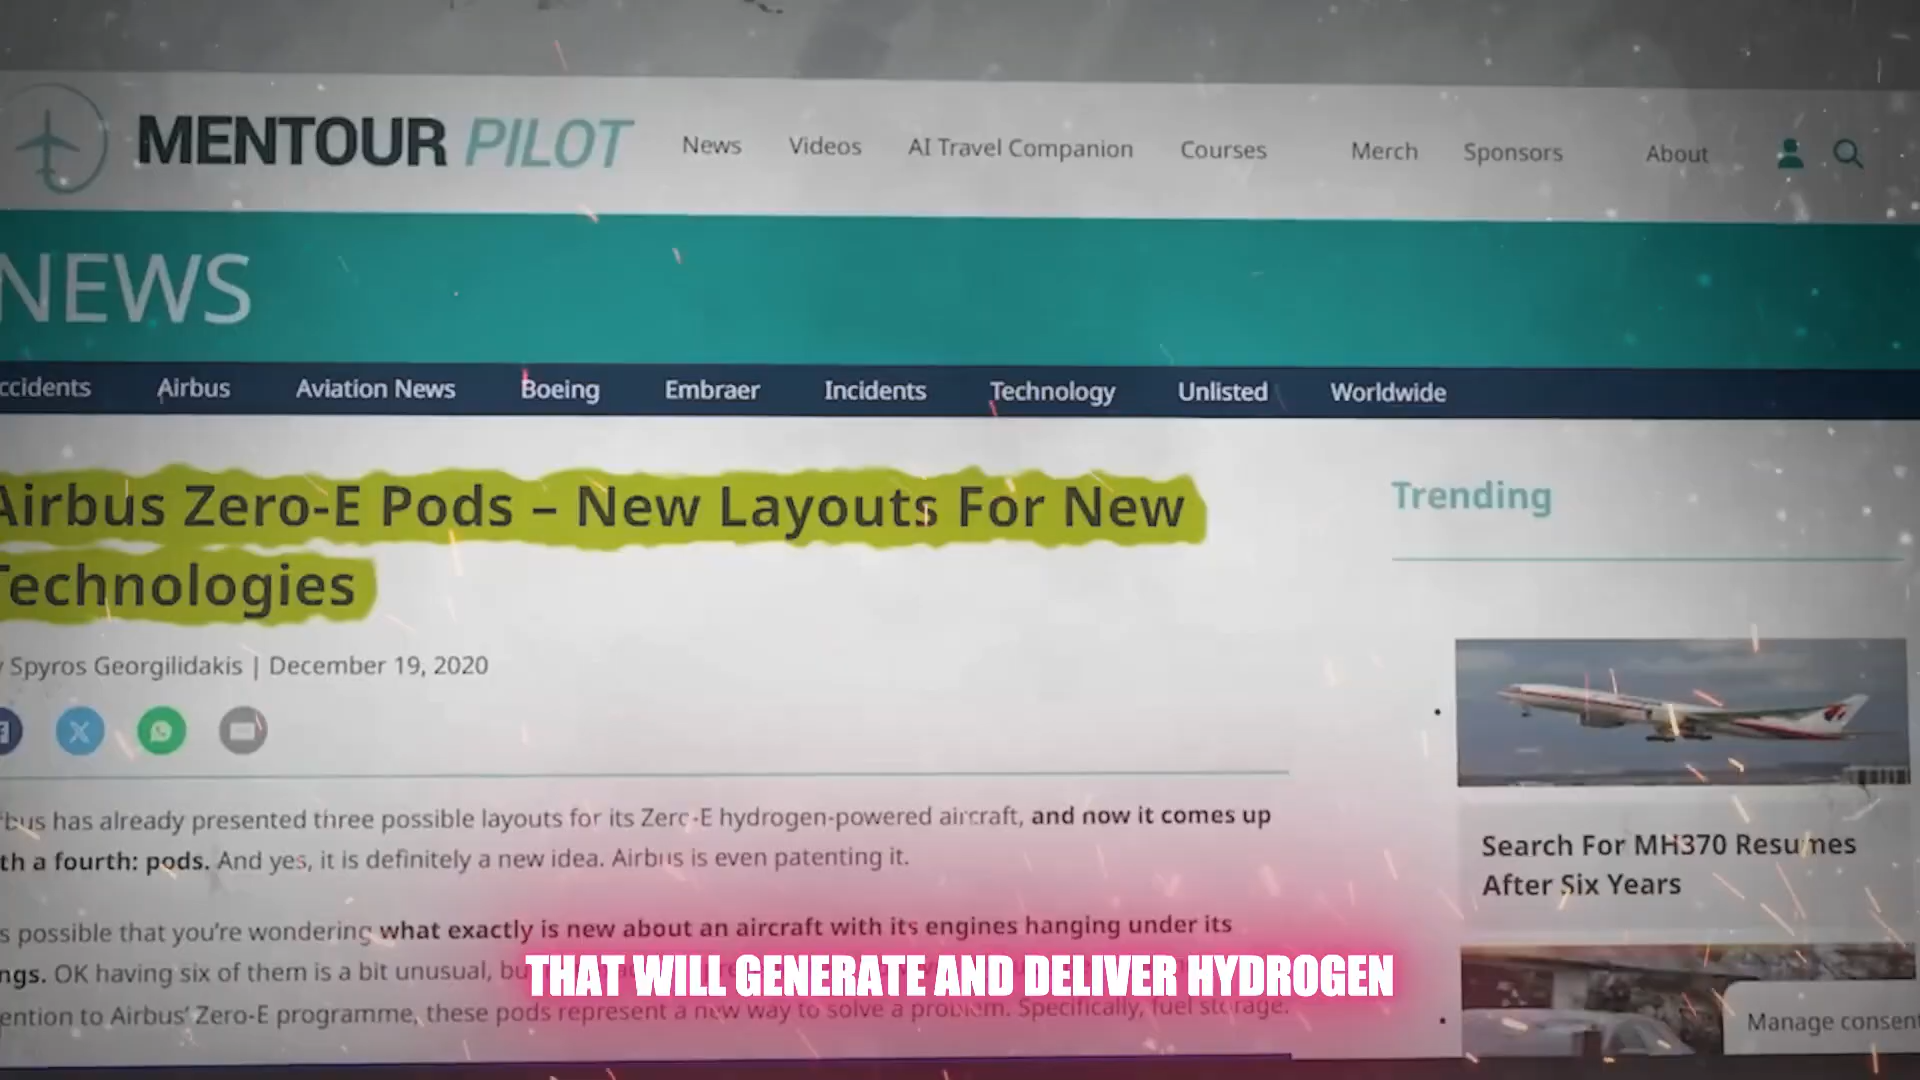 MENTOUR PILOT
News Videos AI Travel Companion Courses Merch Sponsors About
NEWS
ccidents Airbus Aviation News Boeing Embraer Incidents Technology Unlisted Worldwide
Airbus Zero-E Pods – New Layouts For New
Technologies
Trending
Spyros Georgilidakis | December 19, 2020
bus has already presented three possible layouts for its Zero-E hydrogen-powered aircraft, and now it comes up
th a fourth: pods. And yes, it is definitely a new idea. Airbus is even patenting it.
Search For MH370 Resumes
After Six Years
s possible that you're wondering what exactly is new about an aircraft with its engines hanging under its
ngs. OK having six of them is a bit unusual,
THAT WILL GENERATE AND DELIVER HYDROGEN
ention to Airbus' Zero-E programme, these pods represent a new way to solve a problem. Specifically, fuel storage.
Manage consent